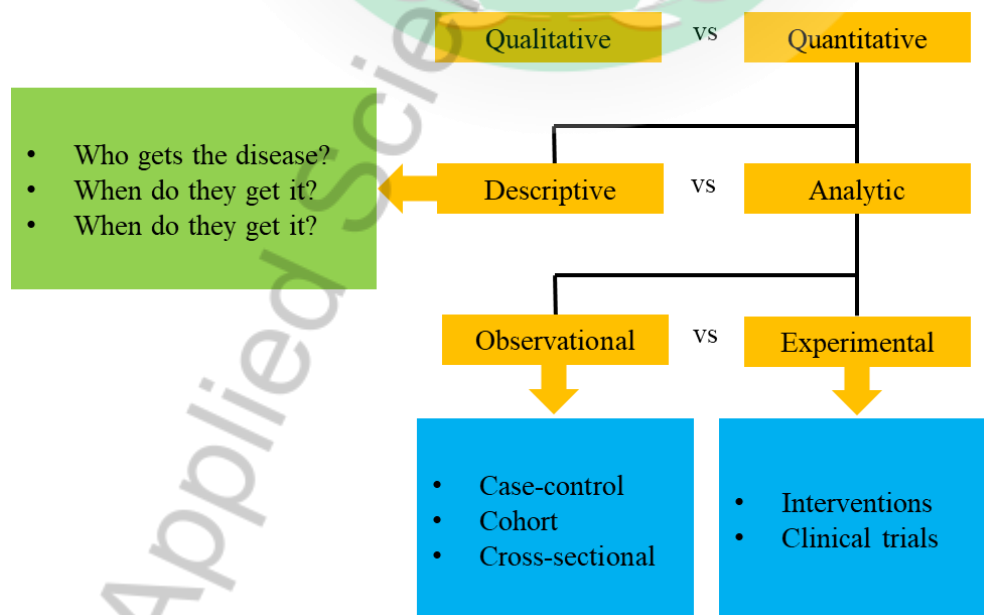 Qualitative vs Quantitative
• Who gets the disease?
• When do they get it?
• When do they get it?
Descriptive vs Analytic
Observational vs Experimental
• Case-control
• Cohort
• Cross-sectional
• Interventions
• Clinical trials
Applied